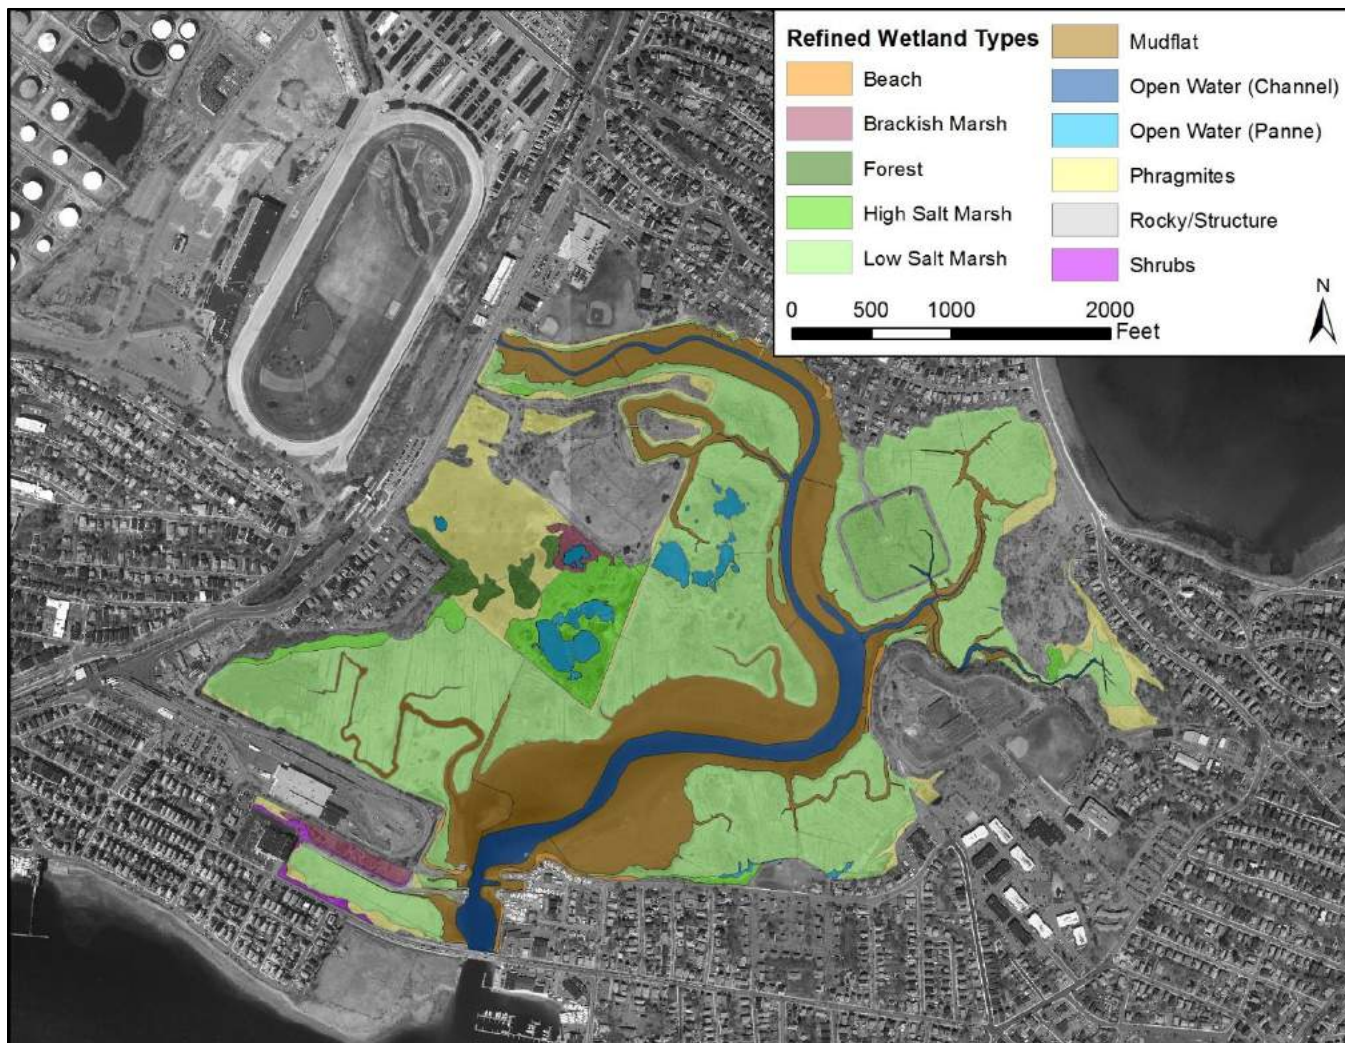 Refined Wetland Types
Beach
Brackish Marsh
Forest
High Salt Marsh
Low Salt Marsh
Mudflat
Open Water (Channel)
Open Water (Panne)
Phragmites
Rocky/Structure
Shrubs
0 500 1000 2000
Feet
N